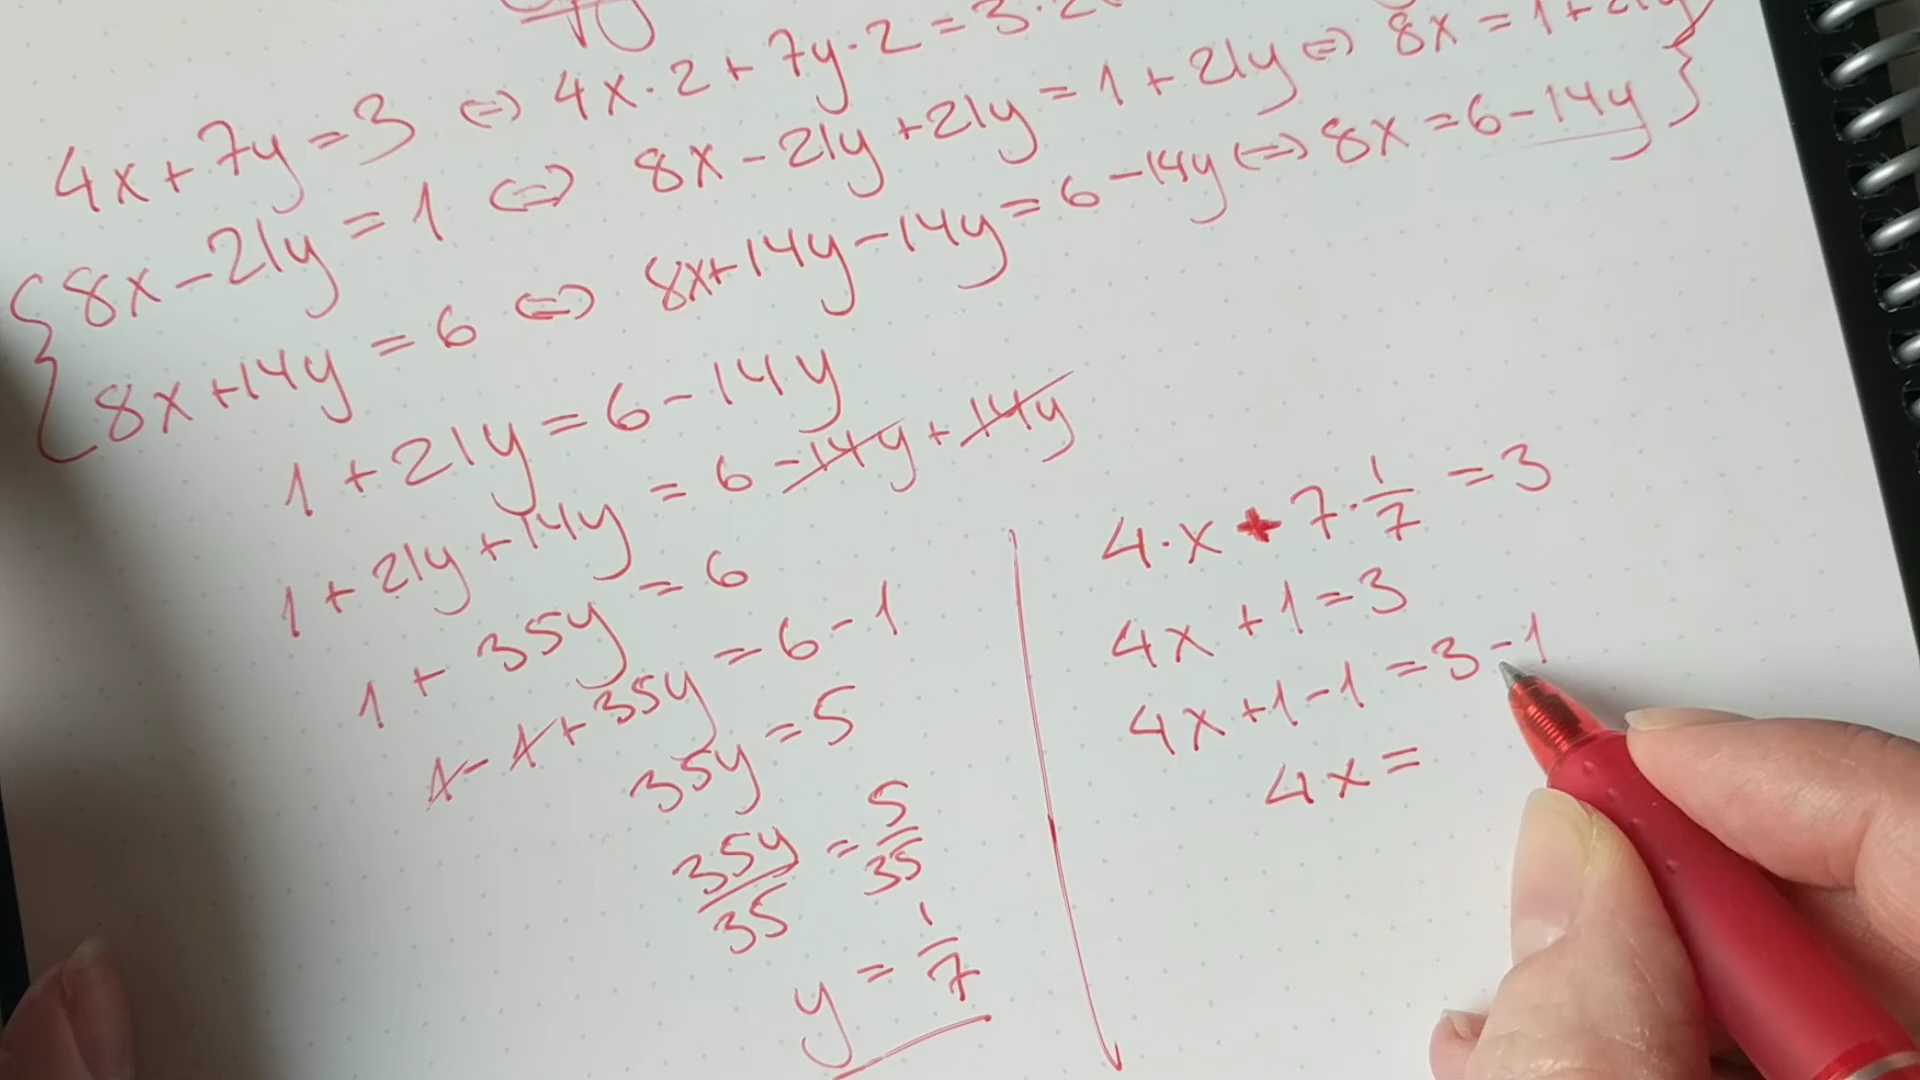 4x + 7y = 3 ⇔ 4x · 2 + 7y · 2 = 3 · 2
8x - 21y = 1 ⇔ 8x - 21y + 21y = 1 + 21y ⇔ 8x = 1 + 21y
8x + 14y = 6 ⇔ 8x + 14y - 14y = 6 - 14y ⇔ 8x = 6 - 14y
1 + 21y = 6 - 14y
1 + 21y + 14y = 6 - 14y + 14y
1 + 35y = 6
1 - 1 + 35y = 6 - 1
35y = 5
35y/35 = 5/35
y = 1/7
4 · x + 7 · 1/7 = 3
4x + 1 = 3
4x + 1 - 1 = 3 - 1
4x =